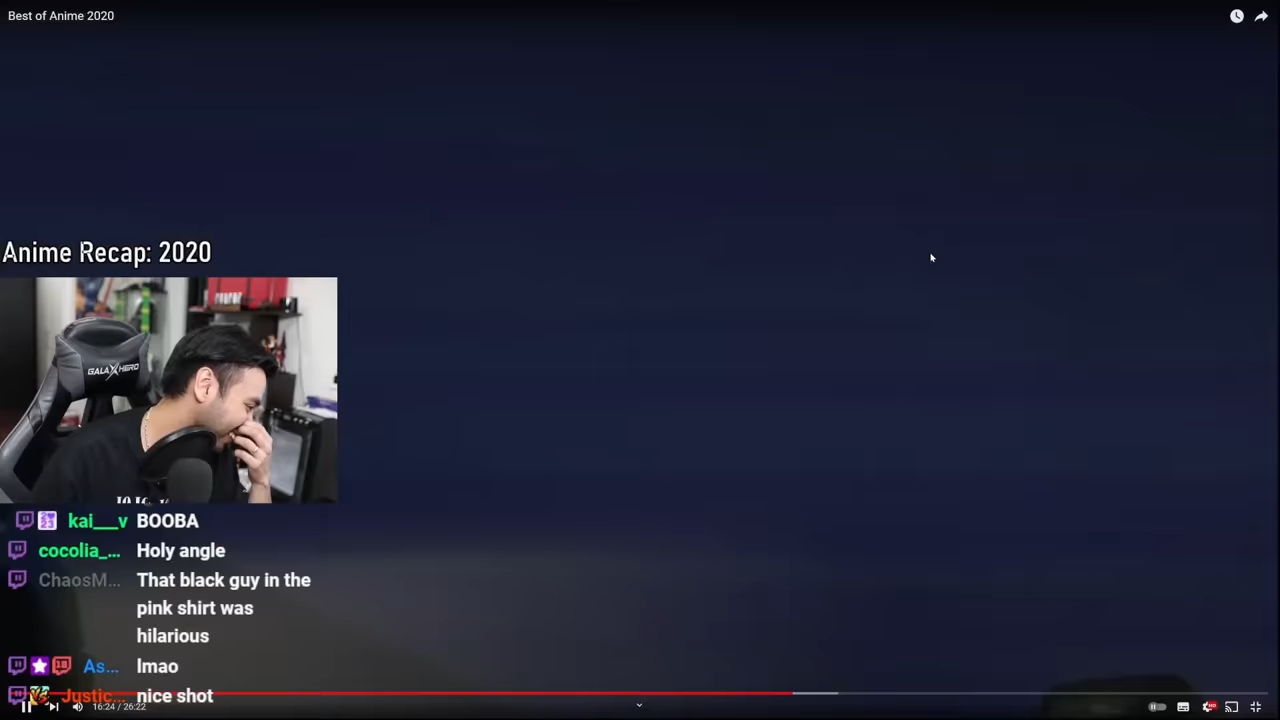 Best of Anime 2020
Anime Recap: 2020
GALAXHERO
kai___v BOOBA
cocolia_... Holy angle
ChaosM... That black guy in the
pink shirt was
hilarious
As... lmao
Justic... nice shot
16:24 / 26:22